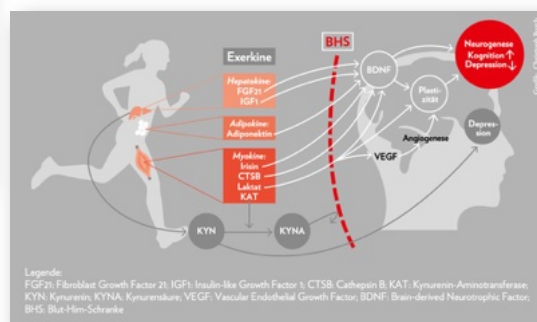 BHS
Exerkine
Hepatokine:
FGF21
IGF1
Adipokine:
Adiponektin
Myokine:
Irisin
CTSB
Laktat
KAT
KYN
KYNA
BDNF
Plasti-
zität
Angiogenese
VEGF
Neurogenese
Kognition ↑
Depression ↓
Depres-
sion
Legende:
FGF21: Fibroblast Growth Factor 21; IGF1: Insulin-like Growth Factor 1; CTSB: Cathepsin B; KAT: Kynurenin-Aminotransferase;
KYN: Kynurenin; KYNA: Kynurensäure; VEGF: Vascular Endothelial Growth Factor; BDNF: Brain-derived Neurotrophic Factor;
BHS: Blut-Hirn-Schranke